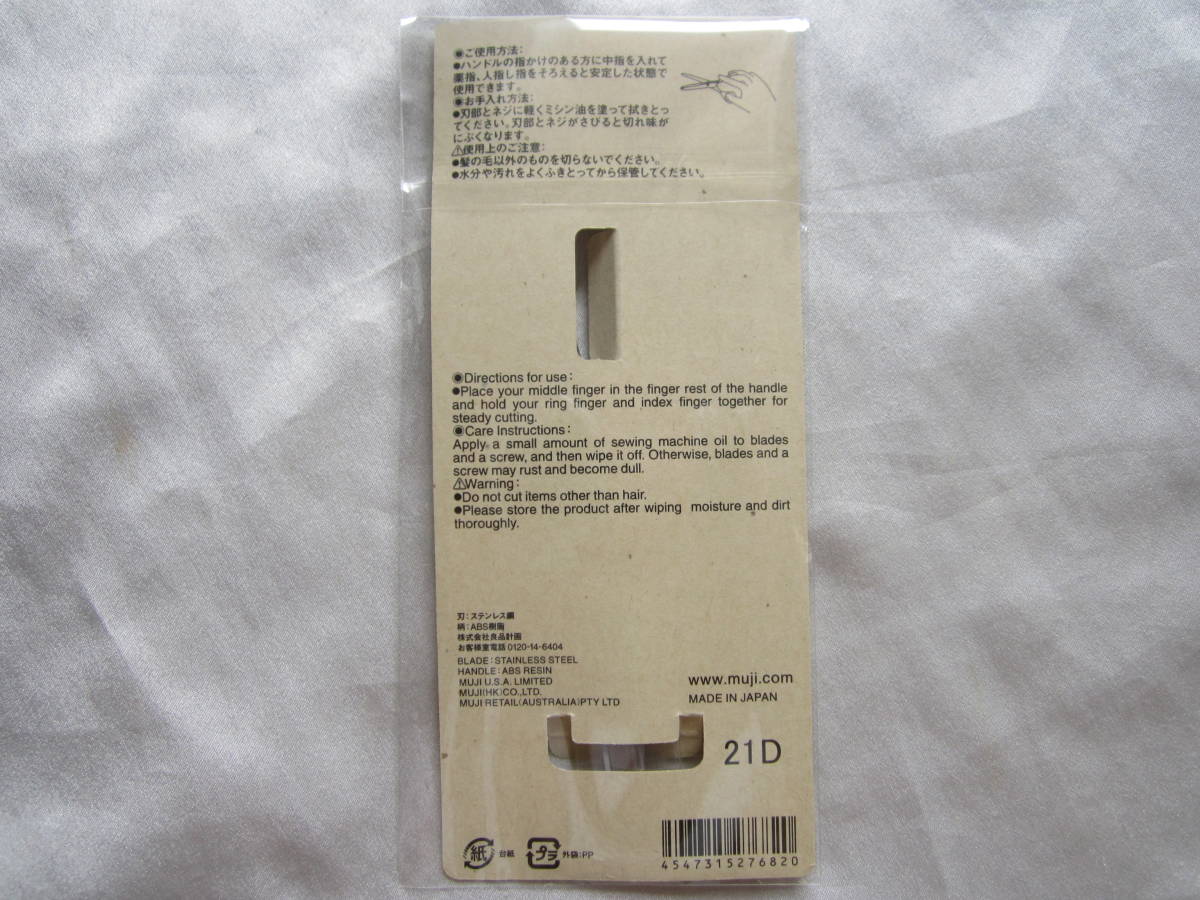 ◉ご使用方法:
●ハンドルの指かけのある方に中指を入れて
薬指、人指し指をそろえると安定した状態で
使用できます。
◉お手入れ方法:
●刃部とネジに軽くミシン油を塗って拭きとっ
てください。刃部とネジがさびると切れ味が
にぶくなります。
⚠使用上のご注意:
●髪の毛以外のものを切らないでください。
●水分や汚れをよくふきとってから保管してください。
◉Directions for use:
●Place your middle finger in the finger rest of the handle
and hold your ring finger and index finger together for
steady cutting.
◉Care Instructions:
Apply a small amount of sewing machine oil to blades
and a screw, and then wipe it off. Otherwise, blades and a
screw may rust and become dull.
⚠Warning:
●Do not cut items other than hair.
●Please store the product after wiping moisture and dirt
thoroughly.
刃:ステンレス鋼
柄:ABS樹脂
株式会社良品計画
お客様室電話0120-14-6404
BLADE:STAINLESS STEEL
HANDLE:ABS RESIN
MUJI U.S.A. LIMITED
MUJI(HK)CO.,LTD.
MUJI RETAIL(AUSTRALIA)PTY LTD
www.muji.com
MADE IN JAPAN
21D
紙 台紙
プラ 外袋:PP
4547315276820